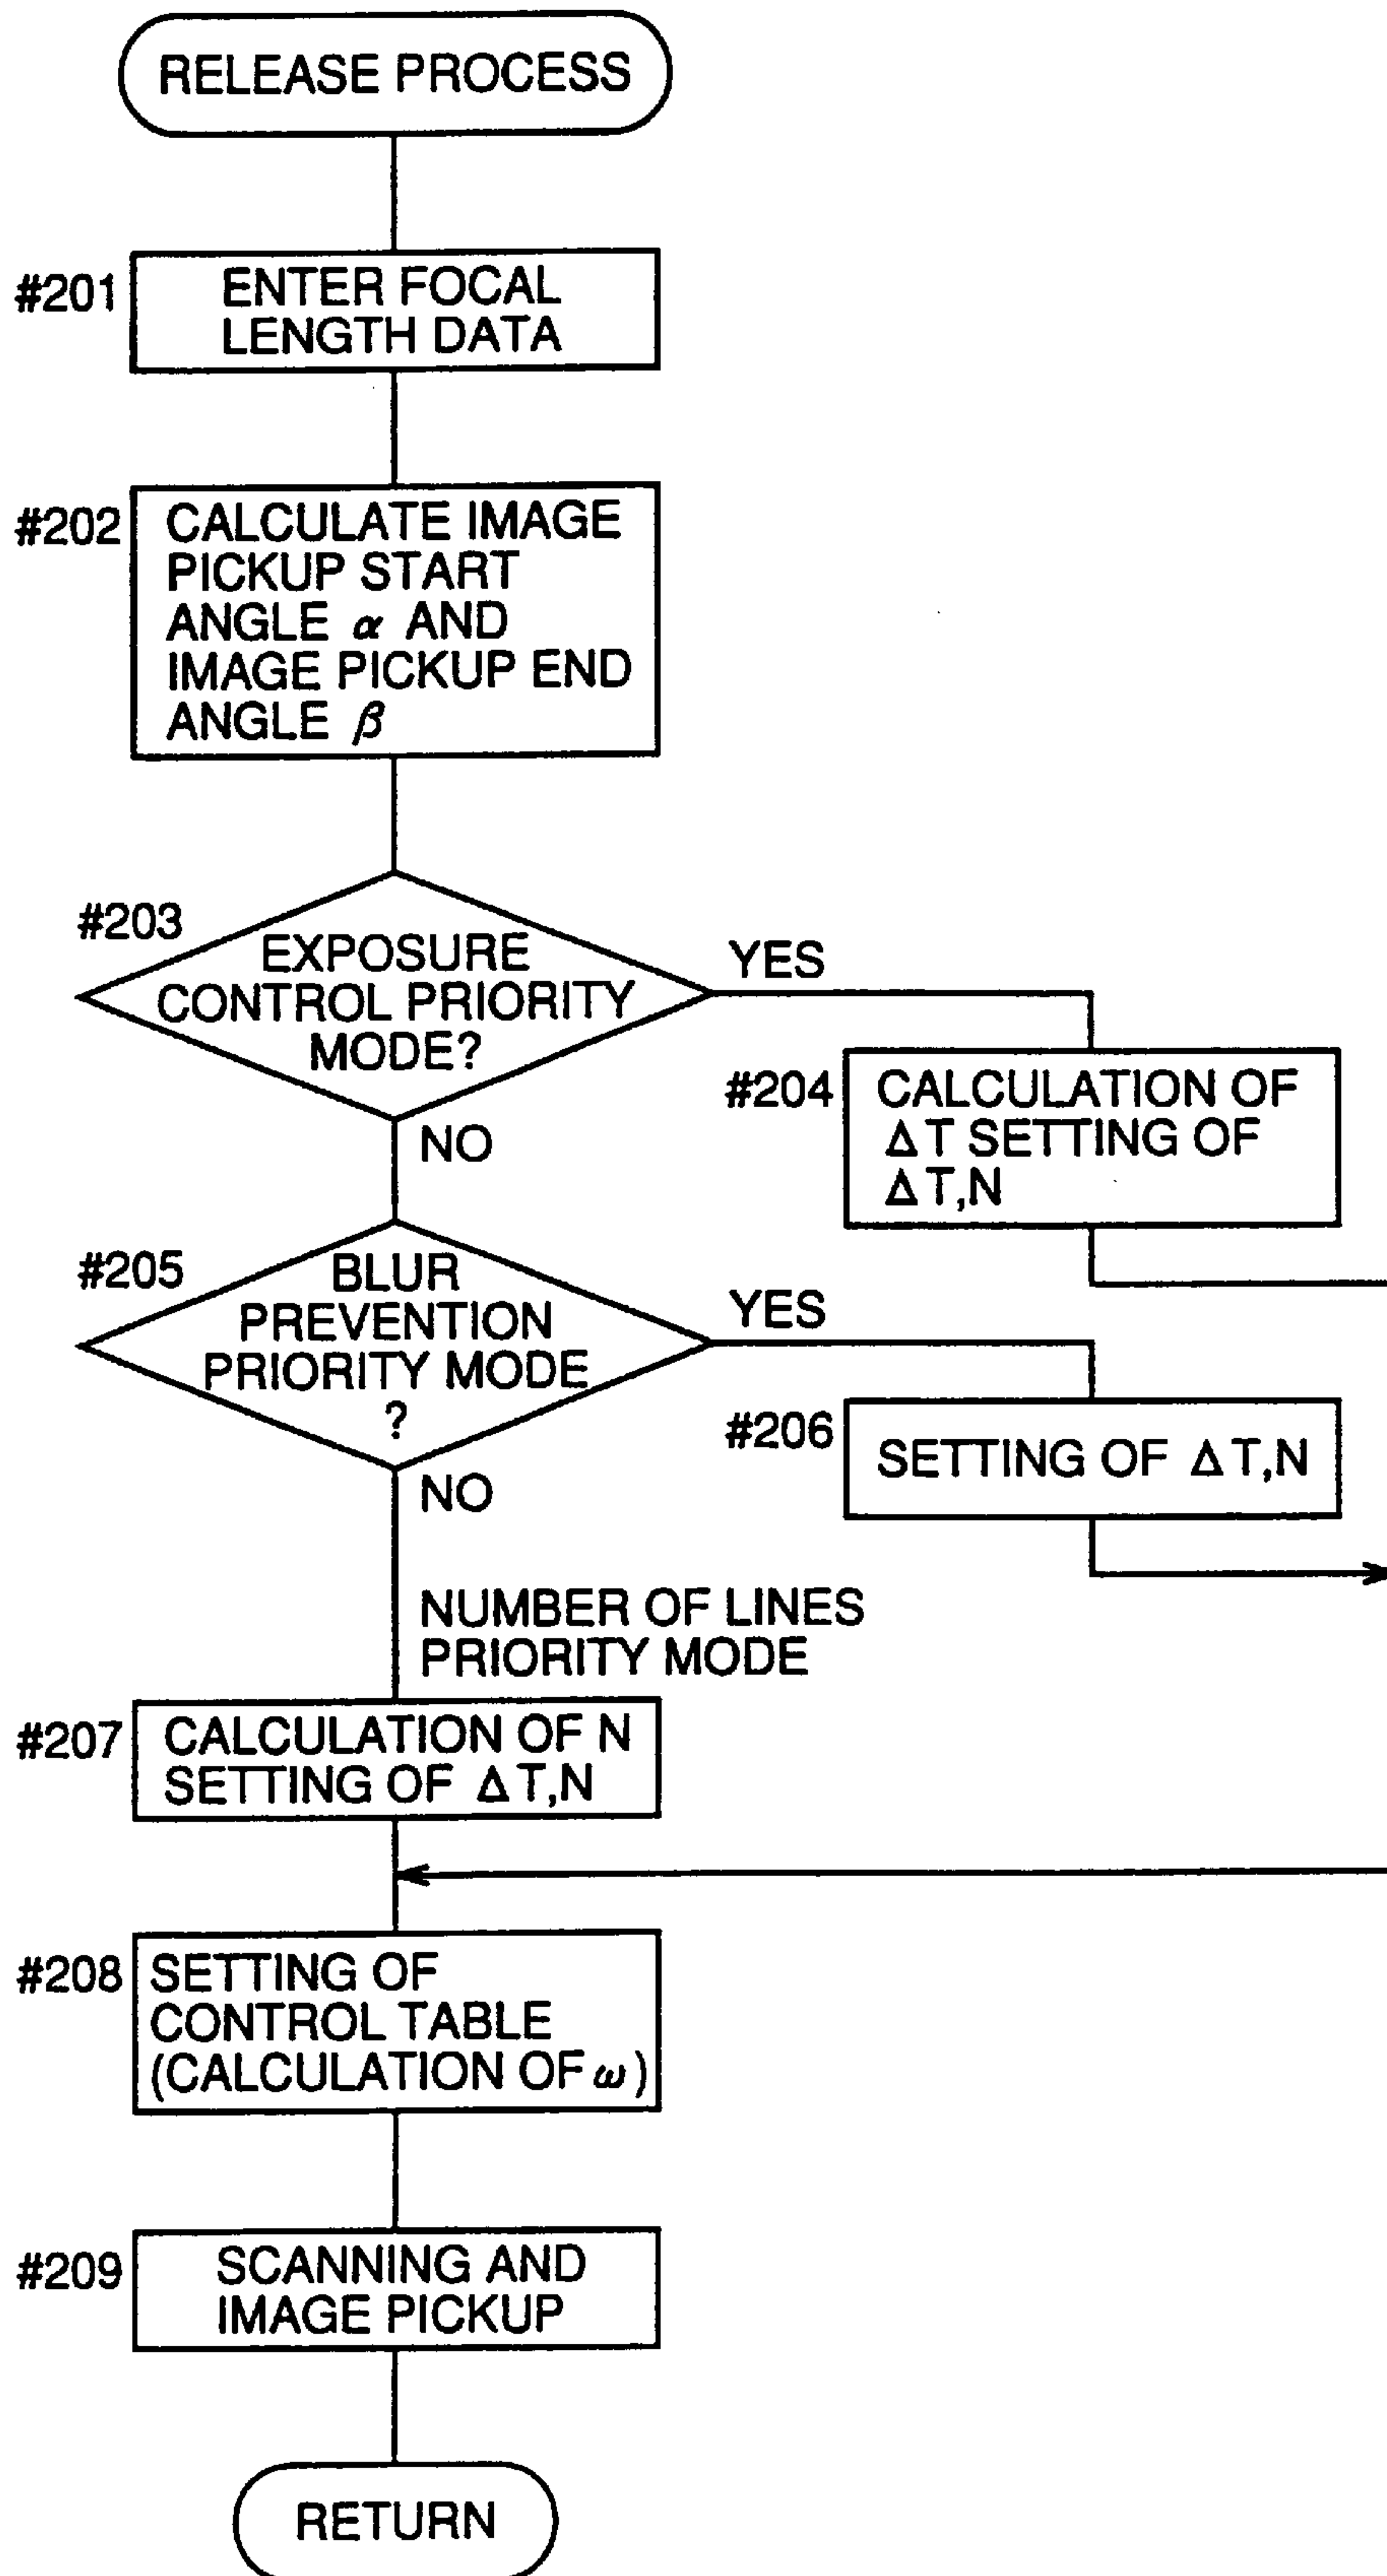 RELEASE PROCESS
#201
ENTER FOCAL
LENGTH DATA
#202
CALCULATE IMAGE
PICKUP START
ANGLE α AND
IMAGE PICKUP END
ANGLE β
#203
EXPOSURE
CONTROL PRIORITY
MODE?
YES
NO
#204
CALCULATION OF
ΔT SETTING OF
ΔT,N
#205
BLUR
PREVENTION
PRIORITY MODE
?
YES
NO
#206
SETTING OF ΔT,N
NUMBER OF LINES
PRIORITY MODE
#207
CALCULATION OF N
SETTING OF ΔT,N
#208
SETTING OF
CONTROL TABLE
(CALCULATION OF ω)
#209
SCANNING AND
IMAGE PICKUP
RETURN